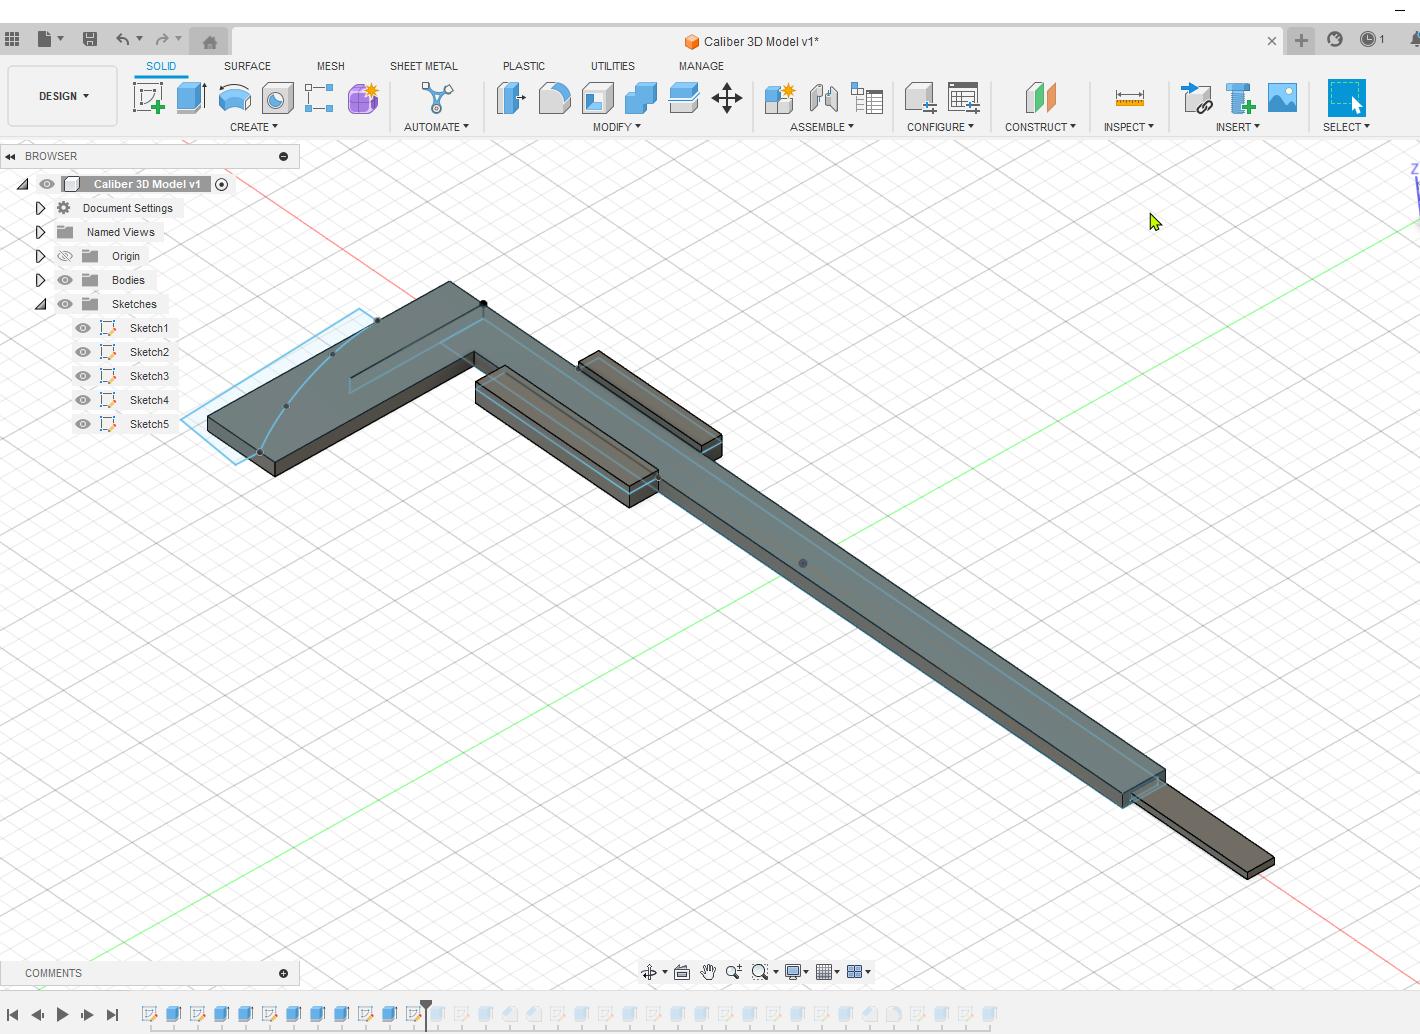 Caliber 3D Model v1*
1
SOLID SURFACE MESH SHEET METAL PLASTIC UTILITIES MANAGE
DESIGN
CREATE AUTOMATE MODIFY ASSEMBLE CONFIGURE CONSTRUCT INSPECT INSERT SELECT
BROWSER
Caliber 3D Model v1
Document Settings
Named Views
Origin
Bodies
Sketches
Sketch1
Sketch2
Sketch3
Sketch4
Sketch5
Z
COMMENTS